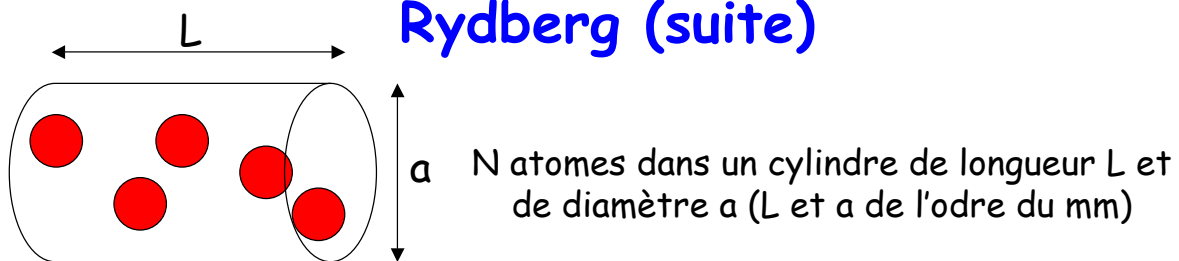 Rydberg (suite)
L
a
N atomes dans un cylindre de longueur L et
de diamètre a (L et a de l'odre du mm)